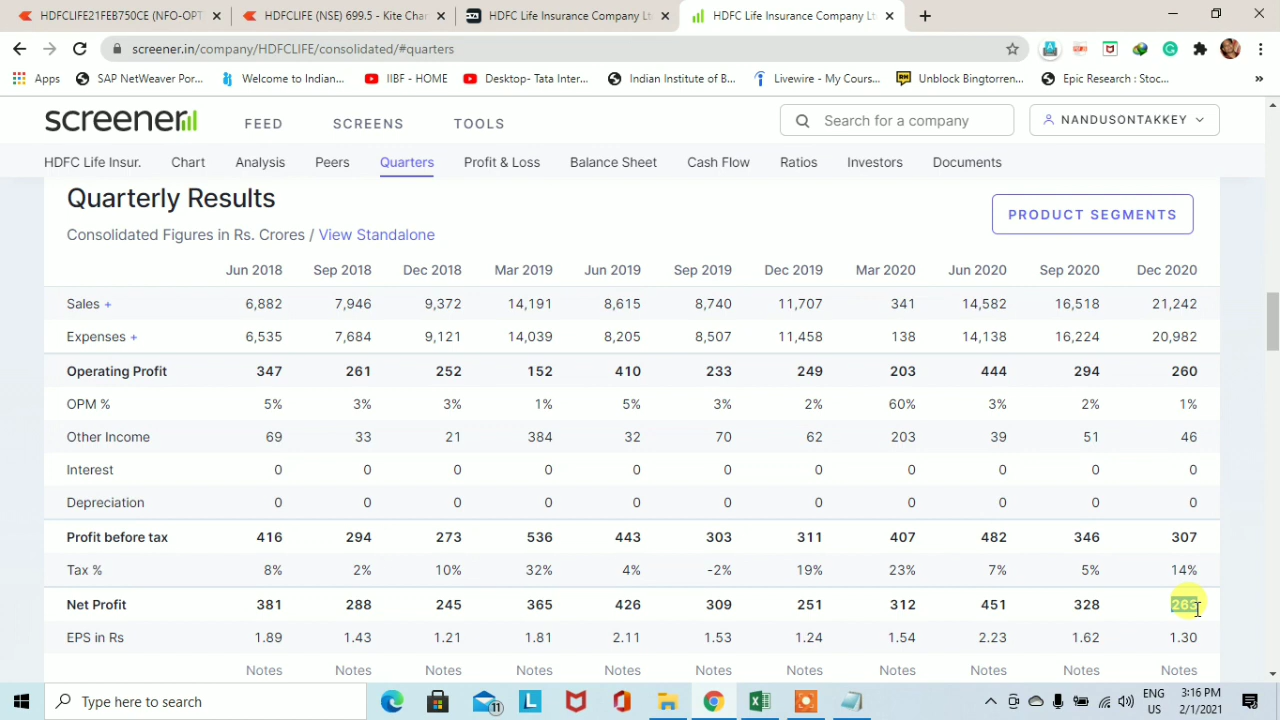 HDFCLIFE21FEB750CE (NFO-OPT
HDFCLIFE (NSE) 699.5 - Kite Char
HDFC Life Insurance Company Lt
HDFC Life Insurance Company Lt
screener.in/company/HDFCLIFE/consolidated/#quarters
Apps SAP NetWeaver Por... Welcome to Indian... IIBF - HOME Desktop- Tata Inter... Indian Institute of B... Livewire - My Cours... Unblock Bingtorren... Epic Research : Stoc... »
screener FEED SCREENS TOOLS Search for a company NANDUSONTAKKEY
HDFC Life Insur. Chart Analysis Peers Quarters Profit & Loss Balance Sheet Cash Flow Ratios Investors Documents
Quarterly Results
PRODUCT SEGMENTS
Consolidated Figures in Rs. Crores / View Standalone
Jun 2018 Sep 2018 Dec 2018 Mar 2019 Jun 2019 Sep 2019 Dec 2019 Mar 2020 Jun 2020 Sep 2020 Dec 2020
Sales + 6,882 7,946 9,372 14,191 8,615 8,740 11,707 341 14,582 16,518 21,242
Expenses + 6,535 7,684 9,121 14,039 8,205 8,507 11,458 138 14,138 16,224 20,982
Operating Profit 347 261 252 152 410 233 249 203 444 294 260
OPM % 5% 3% 3% 1% 5% 3% 2% 60% 3% 2% 1%
Other Income 69 33 21 384 32 70 62 203 39 51 46
Interest 0 0 0 0 0 0 0 0 0 0 0
Depreciation 0 0 0 0 0 0 0 0 0 0 0
Profit before tax 416 294 273 536 443 303 311 407 482 346 307
Tax % 8% 2% 10% 32% 4% -2% 19% 23% 7% 5% 14%
Net Profit 381 288 245 365 426 309 251 312 451 328 263
EPS in Rs 1.89 1.43 1.21 1.81 2.11 1.53 1.24 1.54 2.23 1.62 1.30
Notes Notes Notes Notes Notes Notes Notes Notes Notes Notes Notes
Type here to search
11
L
ENG
US
3:16 PM
2/1/2021